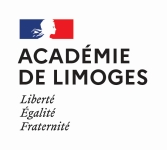 ACADÉMIE
DE LIMOGES
Liberté
Égalité
Fraternité